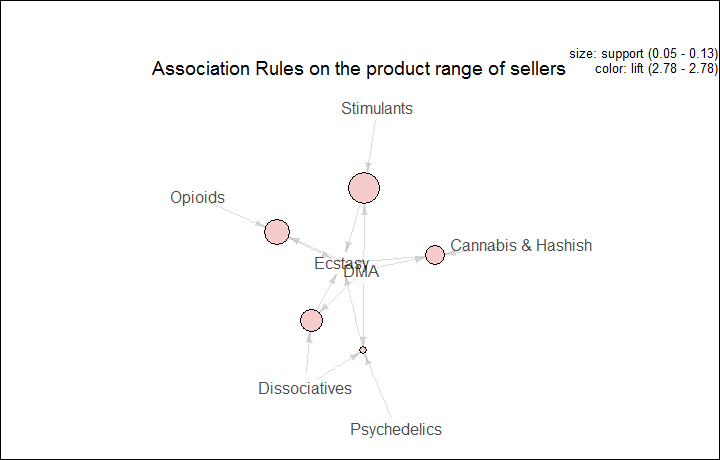 size: support (0.05 - 0.13)
color: lift (2.78 - 2.78)
Association Rules on the product range of sellers
Stimulants
Opioids
Cannabis & Hashish
Ecstasy
DMA
Dissociatives
Psychedelics